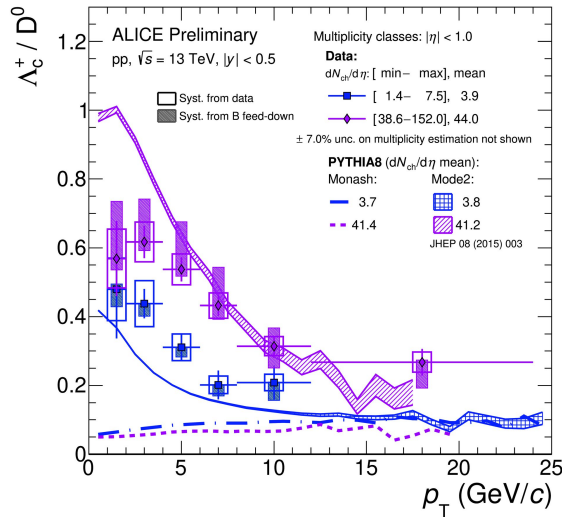 Λc+ / D0
ALICE Preliminary
pp, √s = 13 TeV, |y| < 0.5
Syst. from data
Syst. from B feed-down
Multiplicity classes: |η| < 1.0
Data:
dNch/dη: [ min− max], mean
[ 1.4− 7.5], 3.9
[38.6−152.0], 44.0
± 7.0% unc. on multiplicity estimation not shown
PYTHIA8 (dNch/dη mean):
Monash: Mode2:
3.7 3.8
41.4 41.2
JHEP 08 (2015) 003
1.2
1
0.8
0.6
0.4
0.2
0
0 5 10 15 20 25
pT (GeV/c)